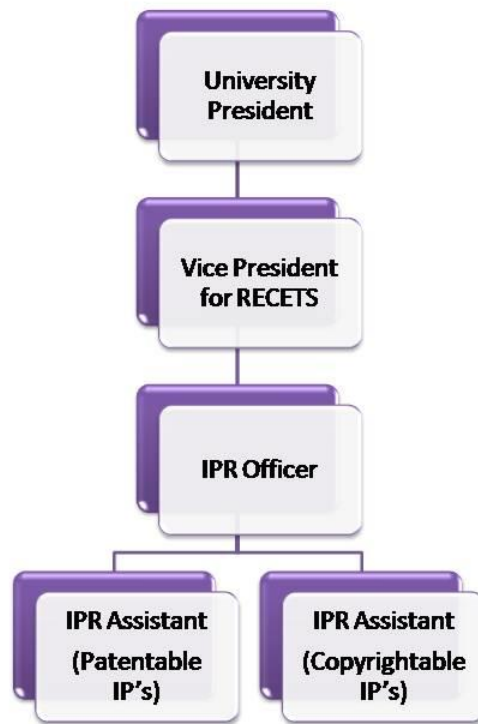 University
President
Vice President
for RECETS
IPR Officer
IPR Assistant
(Patentable
IP's)
IPR Assistant
(Copyrightable
IP's)